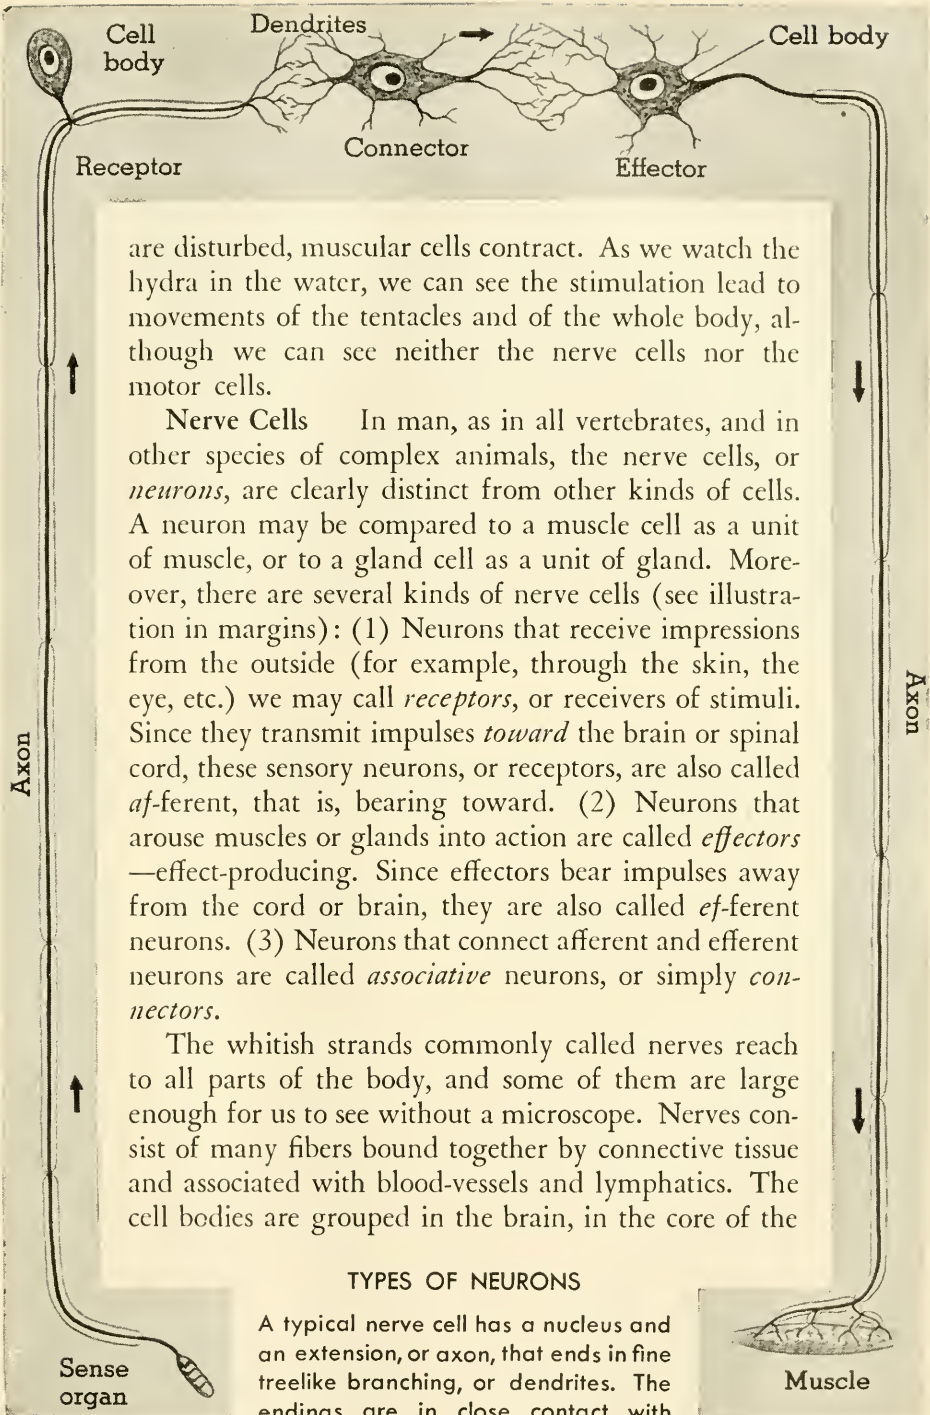 Dendrites
Cell
body
Cell body
Connector
Receptor
Effector
are disturbed, muscular cells contract. As we watch the
hydra in the water, we can see the stimulation lead to
movements of the tentacles and of the whole body, al-
though we can see neither the nerve cells nor the
motor cells.
Nerve Cells In man, as in all vertebrates, and in
other species of complex animals, the nerve cells, or
neurons, are clearly distinct from other kinds of cells.
A neuron may be compared to a muscle cell as a unit
of muscle, or to a gland cell as a unit of gland. More-
over, there are several kinds of nerve cells (see illustra-
tion in margins): (1) Neurons that receive impressions
from the outside (for example, through the skin, the
eye, etc.) we may call receptors, or receivers of stimuli.
Since they transmit impulses toward the brain or spinal
cord, these sensory neurons, or receptors, are also called
af-ferent, that is, bearing toward. (2) Neurons that
arouse muscles or glands into action are called effectors
—effect-producing. Since effectors bear impulses away
from the cord or brain, they are also called ef-ferent
neurons. (3) Neurons that connect afferent and efferent
neurons are called associative neurons, or simply con-
nectors.
The whitish strands commonly called nerves reach
to all parts of the body, and some of them are large
enough for us to see without a microscope. Nerves con-
sist of many fibers bound together by connective tissue
and associated with blood-vessels and lymphatics. The
cell bodies are grouped in the brain, in the core of the
Axon
Axon
TYPES OF NEURONS
A typical nerve cell has a nucleus and
an extension, or axon, that ends in fine
treelike branching, or dendrites. The
endings are in close contact with
Sense
organ
Muscle